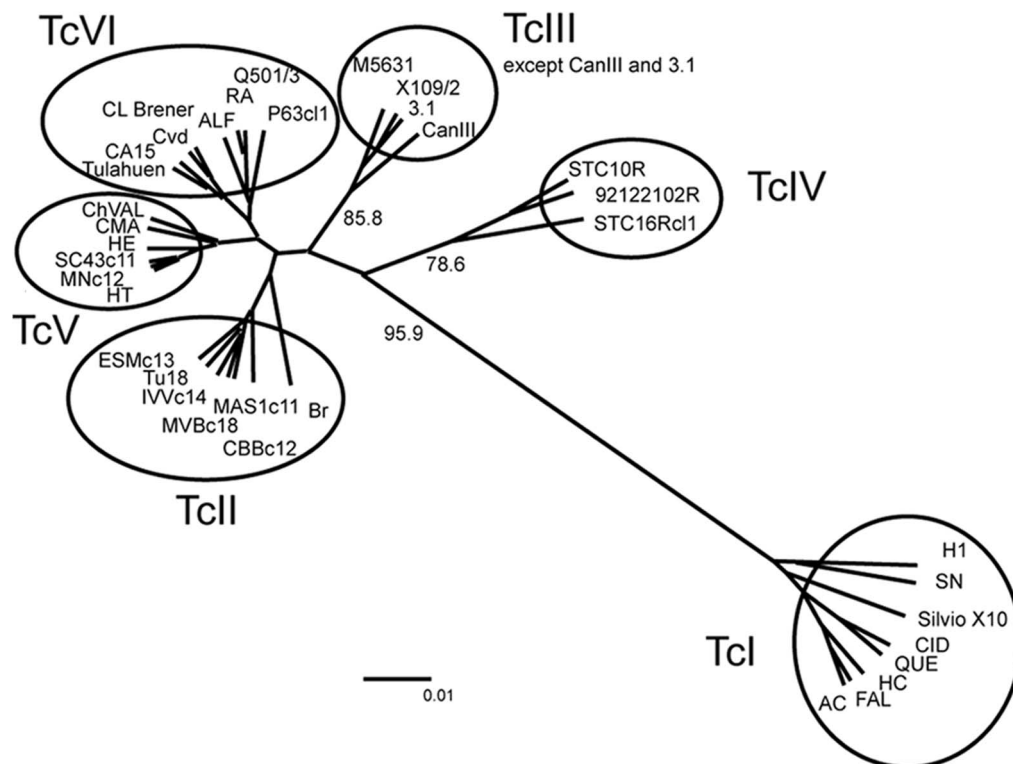 TcVI
Q501/3
RA
CL Brener
ALF
P63cl1
Cvd
CA15
Tulahuen
TcIII
except CanIII and 3.1
M5631
X109/2
3.1
CanIII
TcIV
STC10R
92122102R
STC16Rcl1
85.8
78.6
95.9
ChVAL
CMA
HE
SC43c11
MNc12
HT
TcV
ESMc13
Tu18
IVVc14
MAS1c11
Br
MVBc18
CBBc12
TcII
H1
SN
Silvio X10
CID
QUE
HC
FAL
AC
TcI
0.01